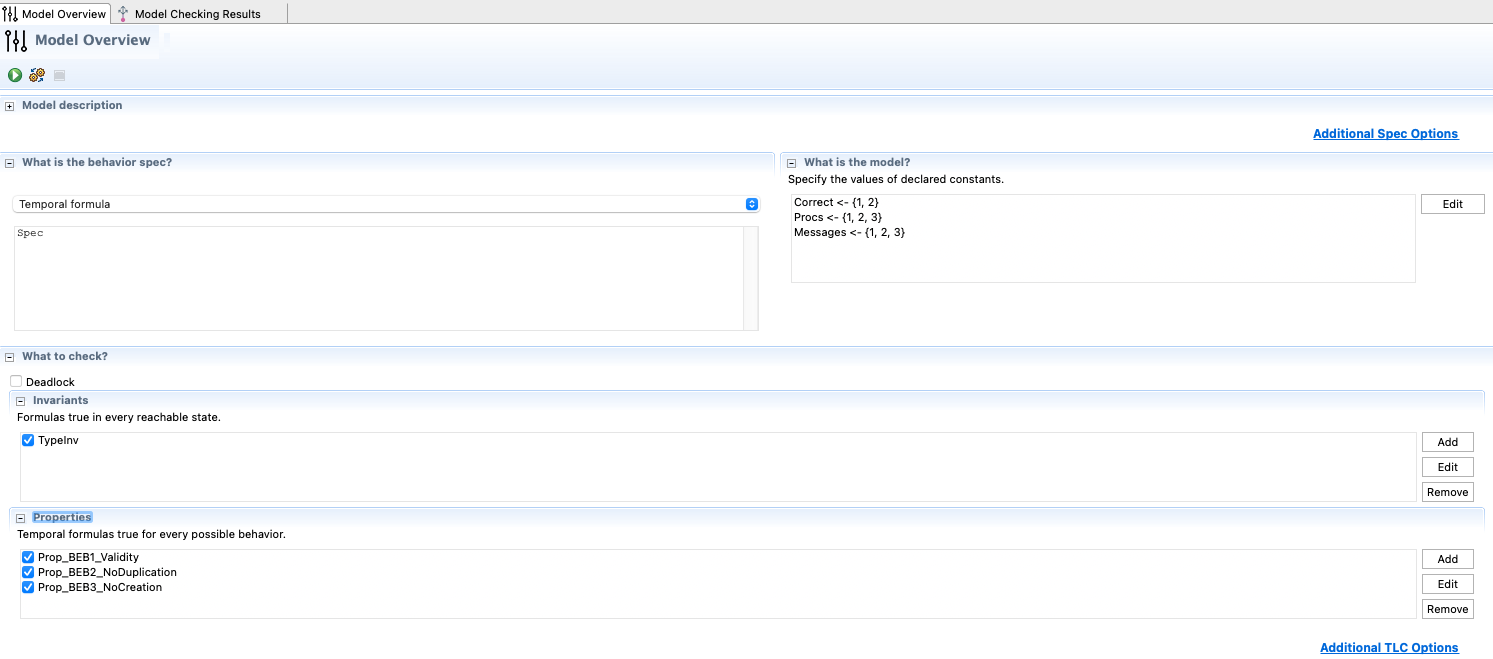 Model Overview
Model Checking Results
Model Overview
Model description
Additional Spec Options
What is the behavior spec?
Temporal formula
Spec
What is the model?
Specify the values of declared constants.
Correct <- {1, 2}
Procs <- {1, 2, 3}
Messages <- {1, 2, 3}
Edit
What to check?
Deadlock
Invariants
Formulas true in every reachable state.
TypeInv
Add
Edit
Remove
Properties
Temporal formulas true for every possible behavior.
Prop_BEB1_Validity
Prop_BEB2_NoDuplication
Prop_BEB3_NoCreation
Add
Edit
Remove
Additional TLC Options